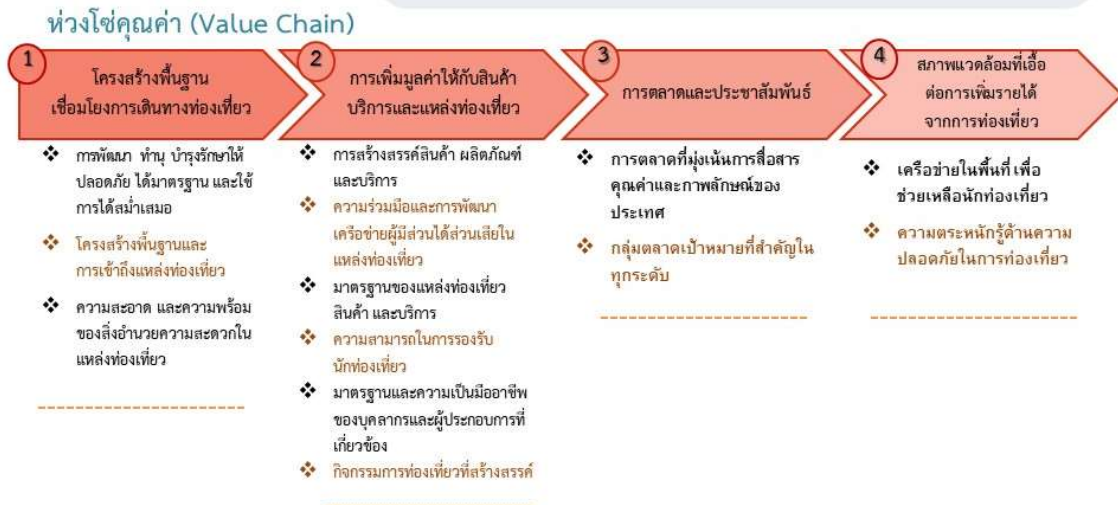 ห่วงโซ่คุณค่า (Value Chain)
1
โครงสร้างพื้นฐาน
เชื่อมโยงการเดินทางท่องเที่ยว
❖ การพัฒนา ทำนุ บำรุงรักษาให้
ปลอดภัย ได้มาตรฐาน และใช้
การได้สม่ำเสมอ
❖ โครงสร้างพื้นฐานและ
การเข้าถึงแหล่งท่องเที่ยว
❖ ความสะอาด และความพร้อม
ของสิ่งอำนวยความสะดวกใน
แหล่งท่องเที่ยว
2
การเพิ่มมูลค่าให้กับสินค้า
บริการและแหล่งท่องเที่ยว
❖ การสร้างสรรค์สินค้า ผลิตภัณฑ์
และบริการ
❖ ความร่วมมือและการพัฒนา
เครือข่ายผู้มีส่วนได้ส่วนเสียใน
แหล่งท่องเที่ยว
❖ มาตรฐานของแหล่งท่องเที่ยว
สินค้า และบริการ
❖ ความสามารถในการรองรับ
นักท่องเที่ยว
❖ มาตรฐานและความเป็นมืออาชีพ
ของบุคลากรและผู้ประกอบการที่
เกี่ยวข้อง
❖ กิจกรรมการท่องเที่ยวที่สร้างสรรค์
3
การตลาดและประชาสัมพันธ์
❖ การตลาดที่มุ่งเน้นการสื่อสาร
คุณค่าและภาพลักษณ์ของ
ประเทศ
❖ กลุ่มตลาดเป้าหมายที่สำคัญใน
ทุกระดับ
4
สภาพแวดล้อมที่เอื้อ
ต่อการเพิ่มรายได้
จากการท่องเที่ยว
❖ เครือข่ายในพื้นที่ เพื่อ
ช่วยเหลือนักท่องเที่ยว
❖ ความตระหนักรู้ด้านความ
ปลอดภัยในการท่องเที่ยว